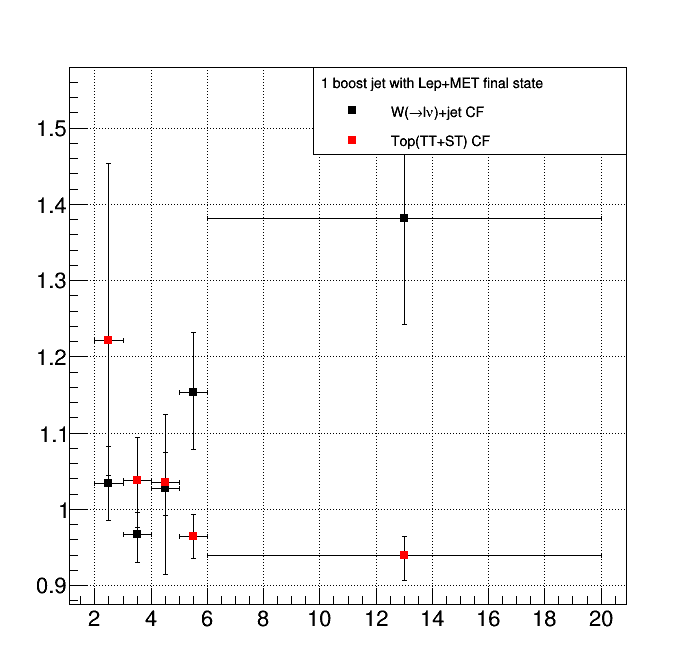 1 boost jet with Lep+MET final state
W(→lν)+jet CF
Top(TT+ST) CF
1.5
1.4
1.3
1.2
1.1
1
0.9
2 4 6 8 10 12 14 16 18 20